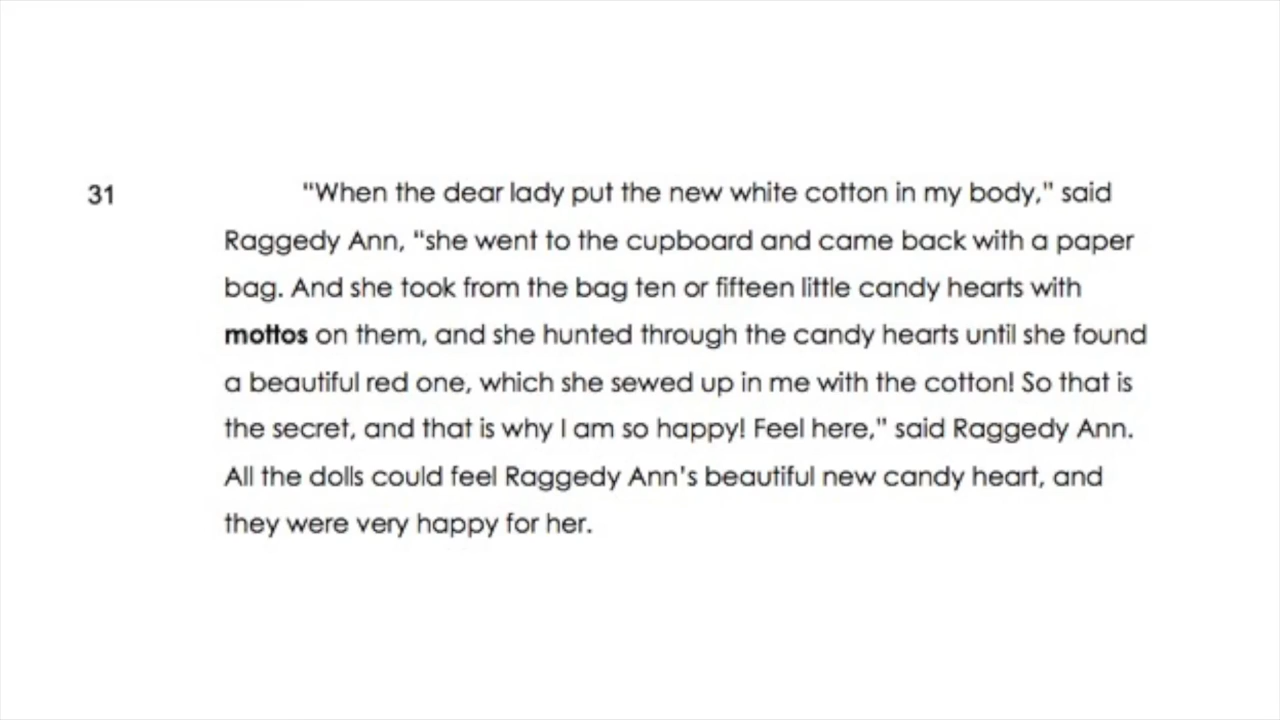 31
"When the dear lady put the new white cotton in my body," said
Raggedy Ann, "she went to the cupboard and came back with a paper
bag. And she took from the bag ten or fifteen little candy hearts with
mottos on them, and she hunted through the candy hearts until she found
a beautiful red one, which she sewed up in me with the cotton! So that is
the secret, and that is why I am so happy! Feel here," said Raggedy Ann.
All the dolls could feel Raggedy Ann's beautiful new candy heart, and
they were very happy for her.